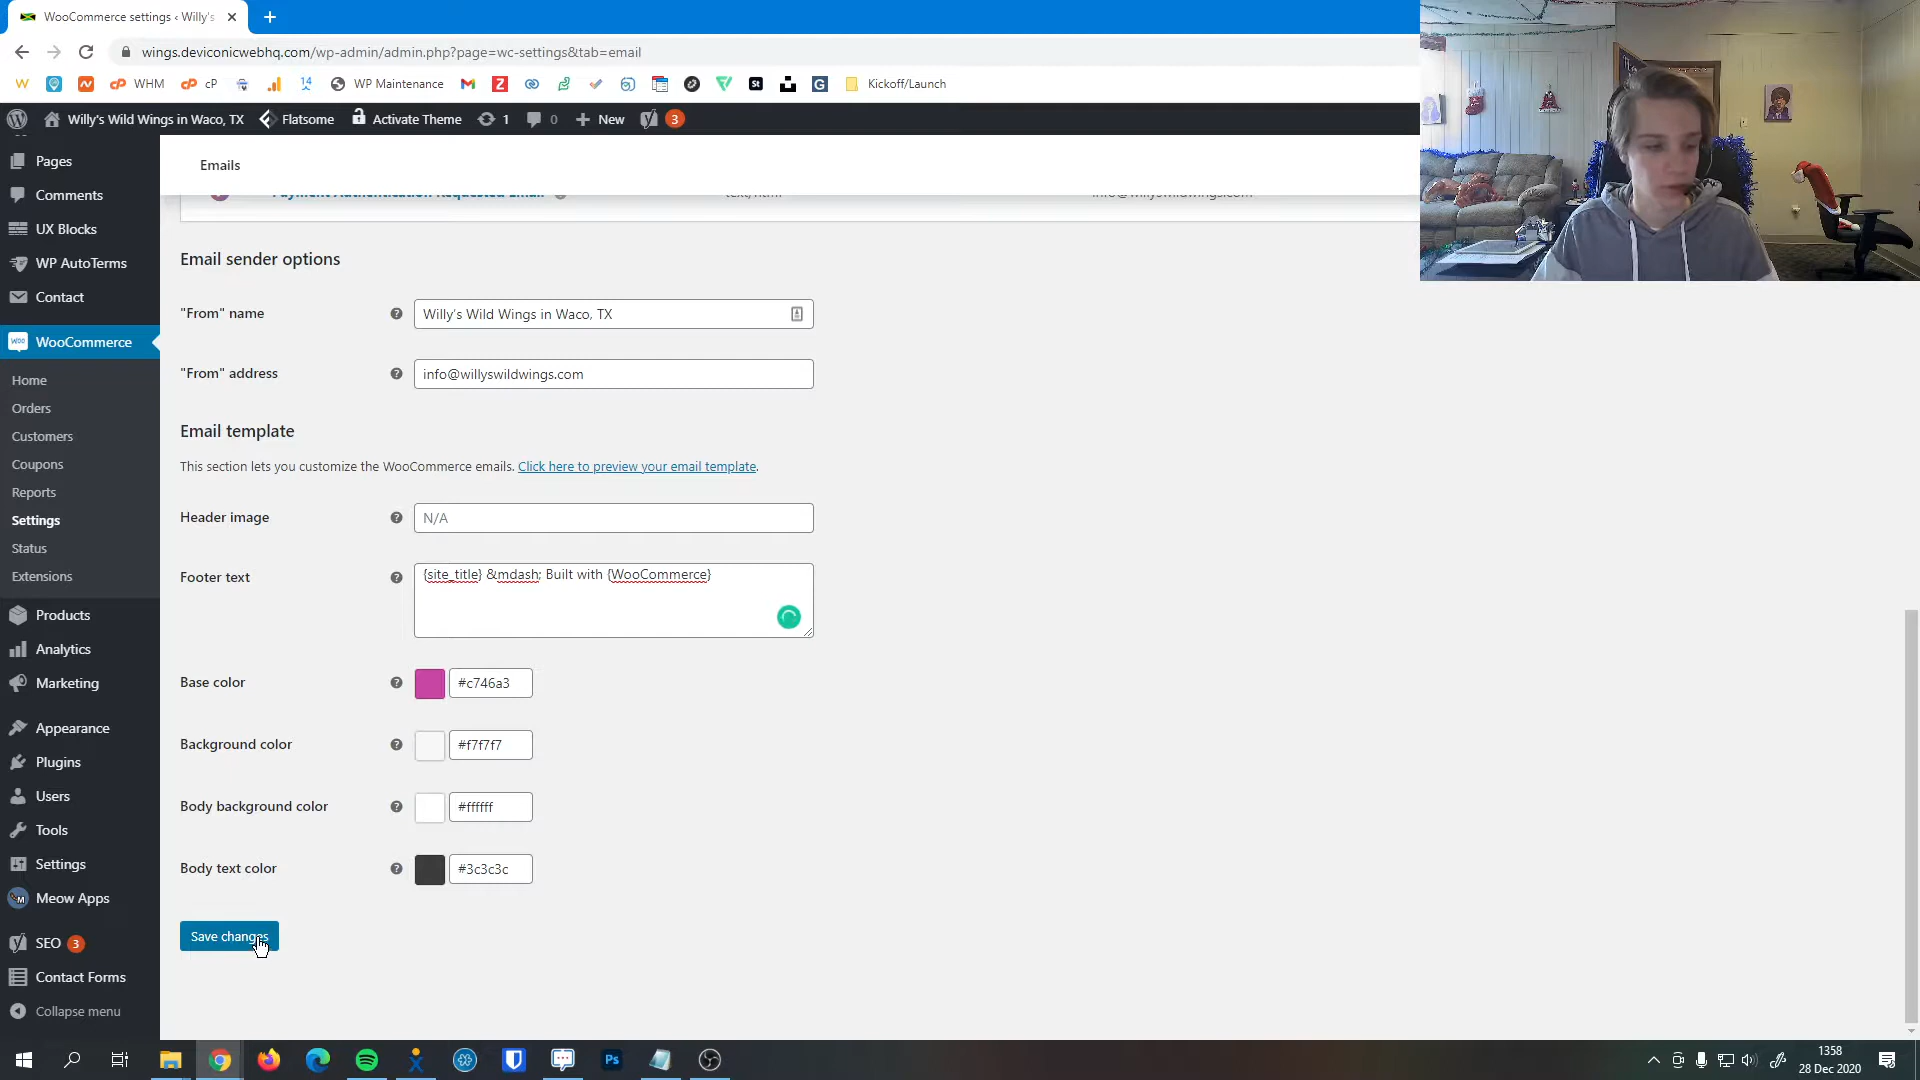 WooCommerce settings ‹ Willy's
wings.deviconicwebhq.com/wp-admin/admin.php?page=wc-settings&tab=email
WHM cP 14 WP Maintenance Kickoff/Launch
Willy's Wild Wings in Waco, TX Flatsome Activate Theme 1 0 New 3
Pages
Comments
UX Blocks
WP AutoTerms
Contact
WooCommerce
Home
Orders
Customers
Coupons
Reports
Settings
Status
Extensions
Products
Analytics
Marketing
Appearance
Plugins
Users
Tools
Settings
Meow Apps
SEO 3
Contact Forms
Collapse menu
Emails
Payment Authentication Requested Email text/html info@willyswildwings.com
Email sender options
"From" name Willy's Wild Wings in Waco, TX
"From" address info@willyswildwings.com
Email template
This section lets you customize the WooCommerce emails. Click here to preview your email template.
Header image N/A
Footer text {site_title} &mdash; Built with {WooCommerce}
Base color #c746a3
Background color #f7f7f7
Body background color #ffffff
Body text color #3c3c3c
Save changes
Ps
1358
28 Dec 2020